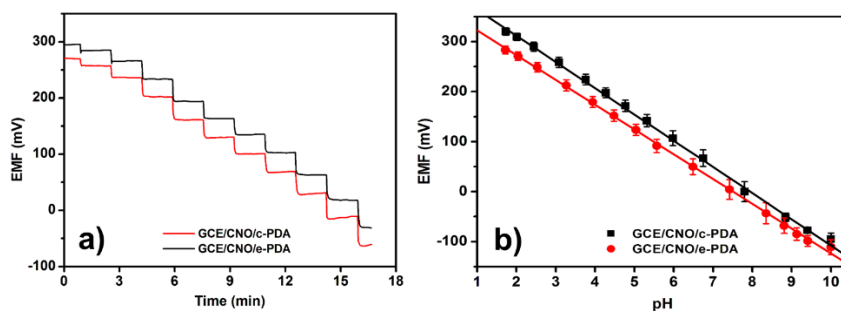 300
200
100
0
-100
EMF (mV)
a)
GCE/CNO/c-PDA
GCE/CNO/e-PDA
0 3 6 9 12 15 18
Time (min)
300
200
100
0
-100
EMF (mV)
b)
GCE/CNO/c-PDA
GCE/CNO/e-PDA
1 2 3 4 5 6 7 8 9 10
pH